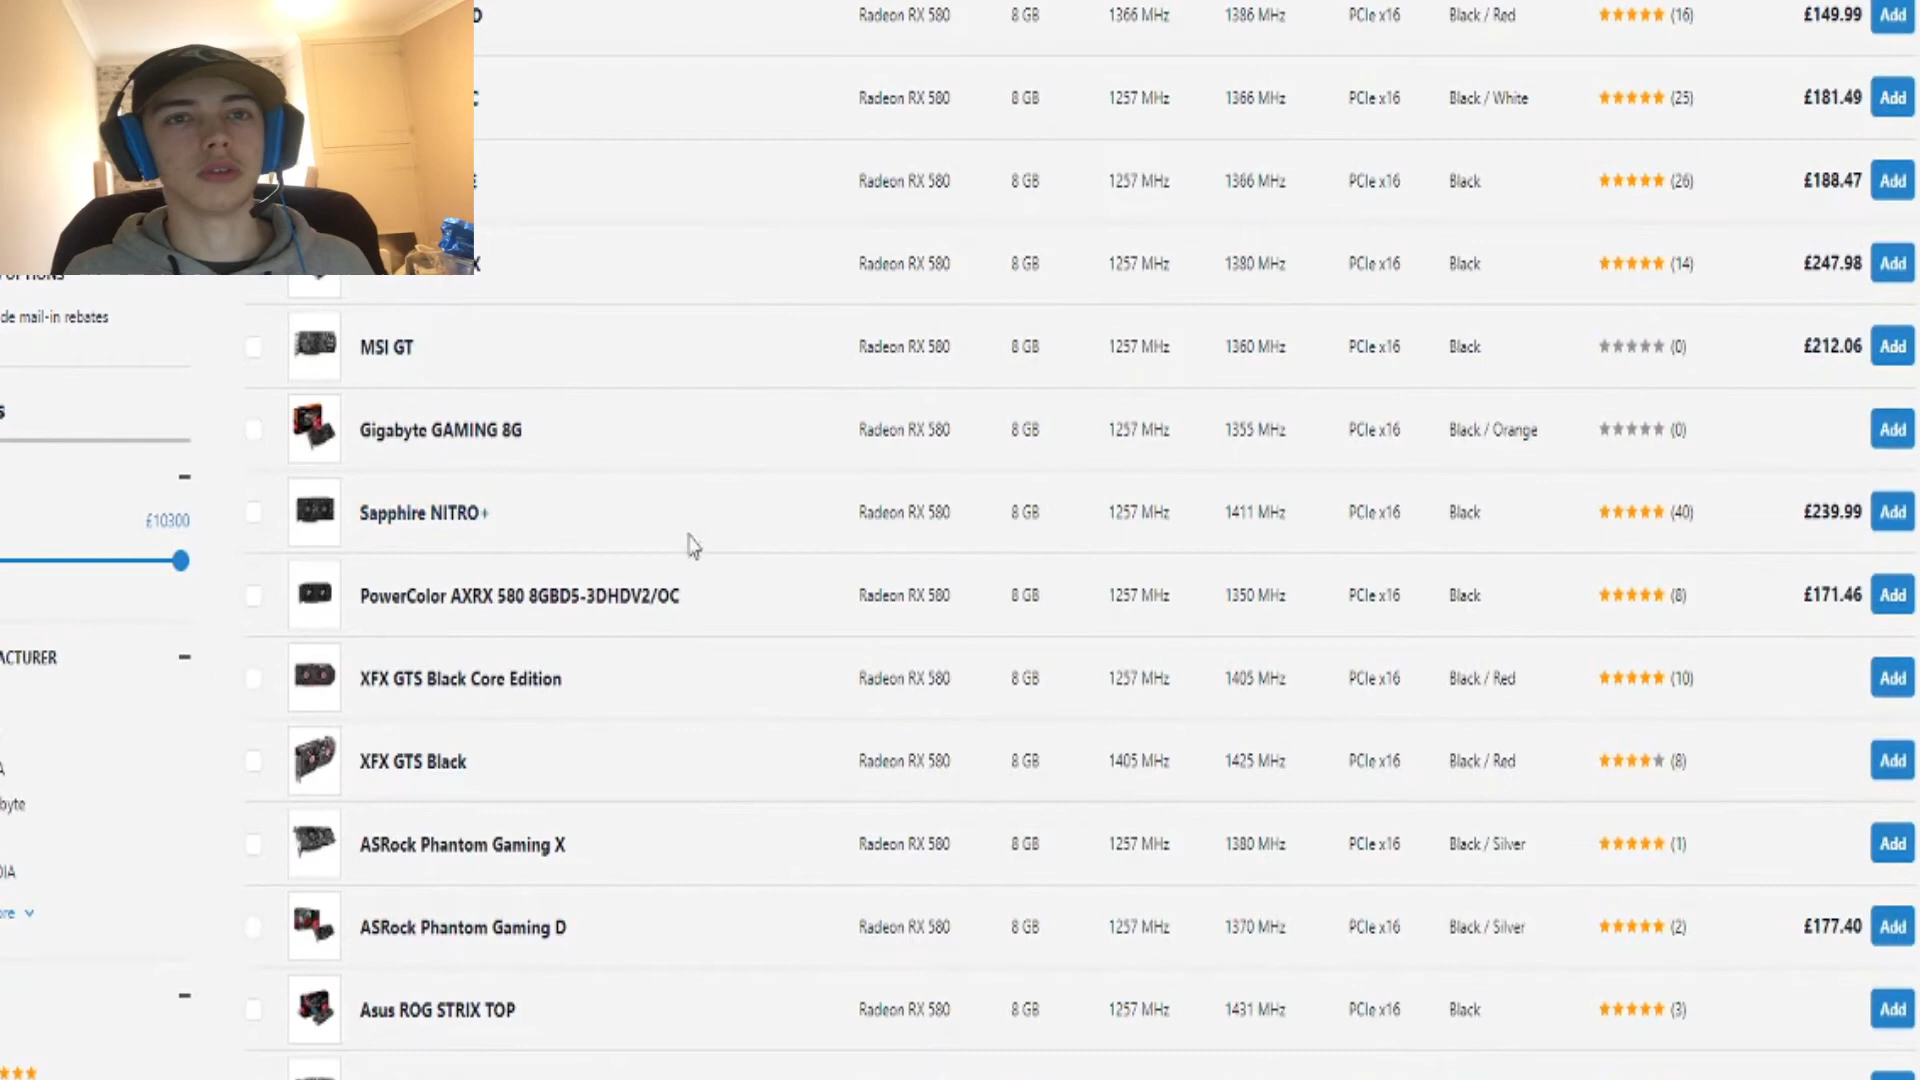 D Radeon RX 580 8 GB 1366 MHz 1386 MHz PCIe x16 Black / Red (16) £149.99 Add
C Radeon RX 580 8 GB 1257 MHz 1366 MHz PCIe x16 Black / White (25) £181.49 Add
Radeon RX 580 8 GB 1257 MHz 1366 MHz PCIe x16 Black (26) £188.47 Add
X Radeon RX 580 8 GB 1257 MHz 1380 MHz PCIe x16 Black (14) £247.98 Add
de mail-in rebates
MSI GT Radeon RX 580 8 GB 1257 MHz 1360 MHz PCIe x16 Black (0) £212.06 Add
Gigabyte GAMING 8G Radeon RX 580 8 GB 1257 MHz 1355 MHz PCIe x16 Black / Orange (0) Add
£10300
Sapphire NITRO+ Radeon RX 580 8 GB 1257 MHz 1411 MHz PCIe x16 Black (40) £239.99 Add
PowerColor AXRX 580 8GBD5-3DHDV2/OC Radeon RX 580 8 GB 1257 MHz 1350 MHz PCIe x16 Black (8) £171.46 Add
ACTURER
XFX GTS Black Core Edition Radeon RX 580 8 GB 1257 MHz 1405 MHz PCIe x16 Black / Red (10) Add
XFX GTS Black Radeon RX 580 8 GB 1405 MHz 1425 MHz PCIe x16 Black / Red (8) Add
A
byte
ASRock Phantom Gaming X Radeon RX 580 8 GB 1257 MHz 1380 MHz PCIe x16 Black / Silver (1) Add
DIA
ore
ASRock Phantom Gaming D Radeon RX 580 8 GB 1257 MHz 1370 MHz PCIe x16 Black / Silver (2) £177.40 Add
Asus ROG STRIX TOP Radeon RX 580 8 GB 1257 MHz 1431 MHz PCIe x16 Black (3) Add